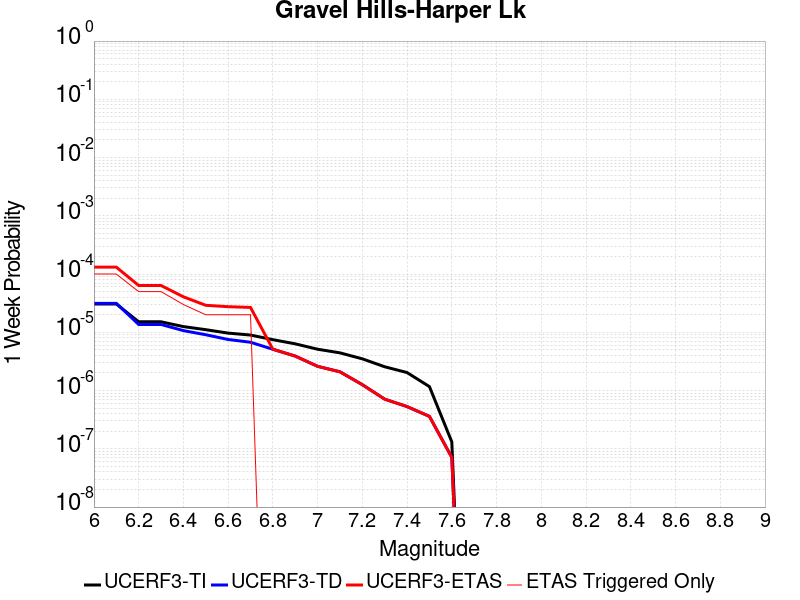 Gravel Hills-Harper Lk
10^0
10^-1
10^-2
10^-3
10^-4
10^-5
10^-6
10^-7
10^-8
1 Week Probability
6 6.2 6.4 6.6 6.8 7 7.2 7.4 7.6 7.8 8 8.2 8.4 8.6 8.8 9
Magnitude
UCERF3-TI UCERF3-TD UCERF3-ETAS ETAS Triggered Only